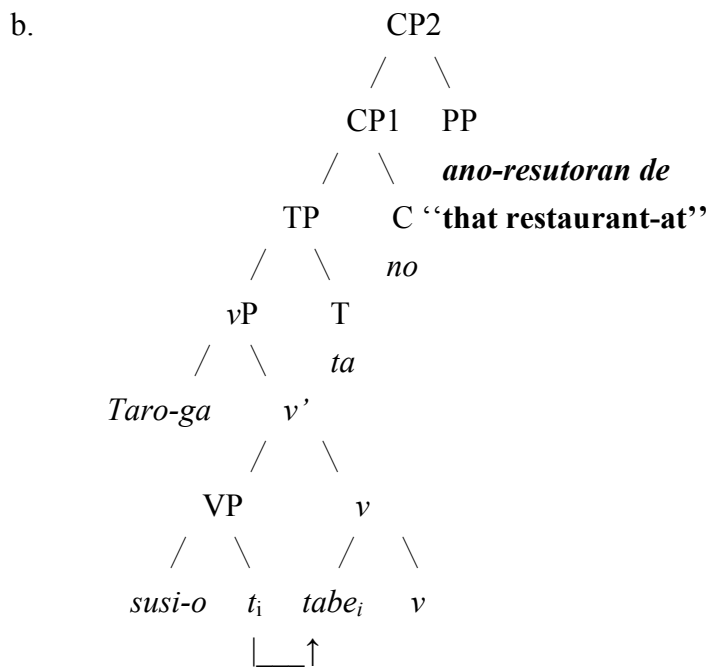 b. CP2
CP1 PP
ano-resutoran de
TP C ‘‘that restaurant-at’’
no
vP T
ta
Taro-ga v’
VP v
susi-o ti tabei v